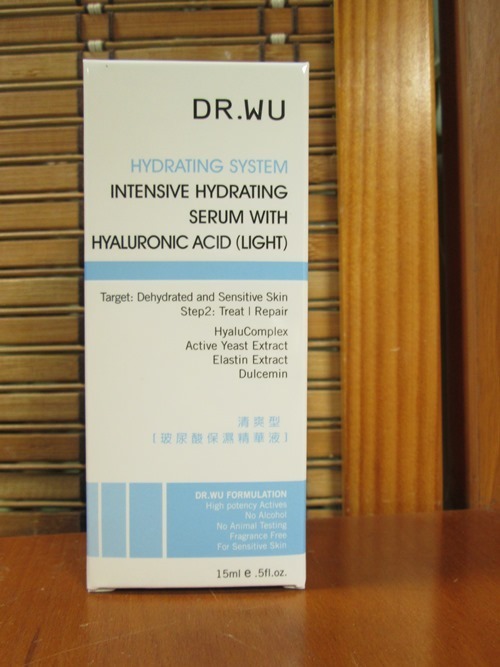 DR.WU
HYDRATING SYSTEM
INTENSIVE HYDRATING
SERUM WITH
HYALURONIC ACID (LIGHT)
Target: Dehydrated and Sensitive Skin
Step2: Treat | Repair
HyaluComplex
Active Yeast Extract
Elastin Extract
Dulcemin
清爽型
[玻尿酸保濕精華液]
DR.WU FORMULATION
High potency Actives
No Alcohol
No Animal Testing
Fragrance Free
For Sensitive Skin
15ml e .5fl.oz.